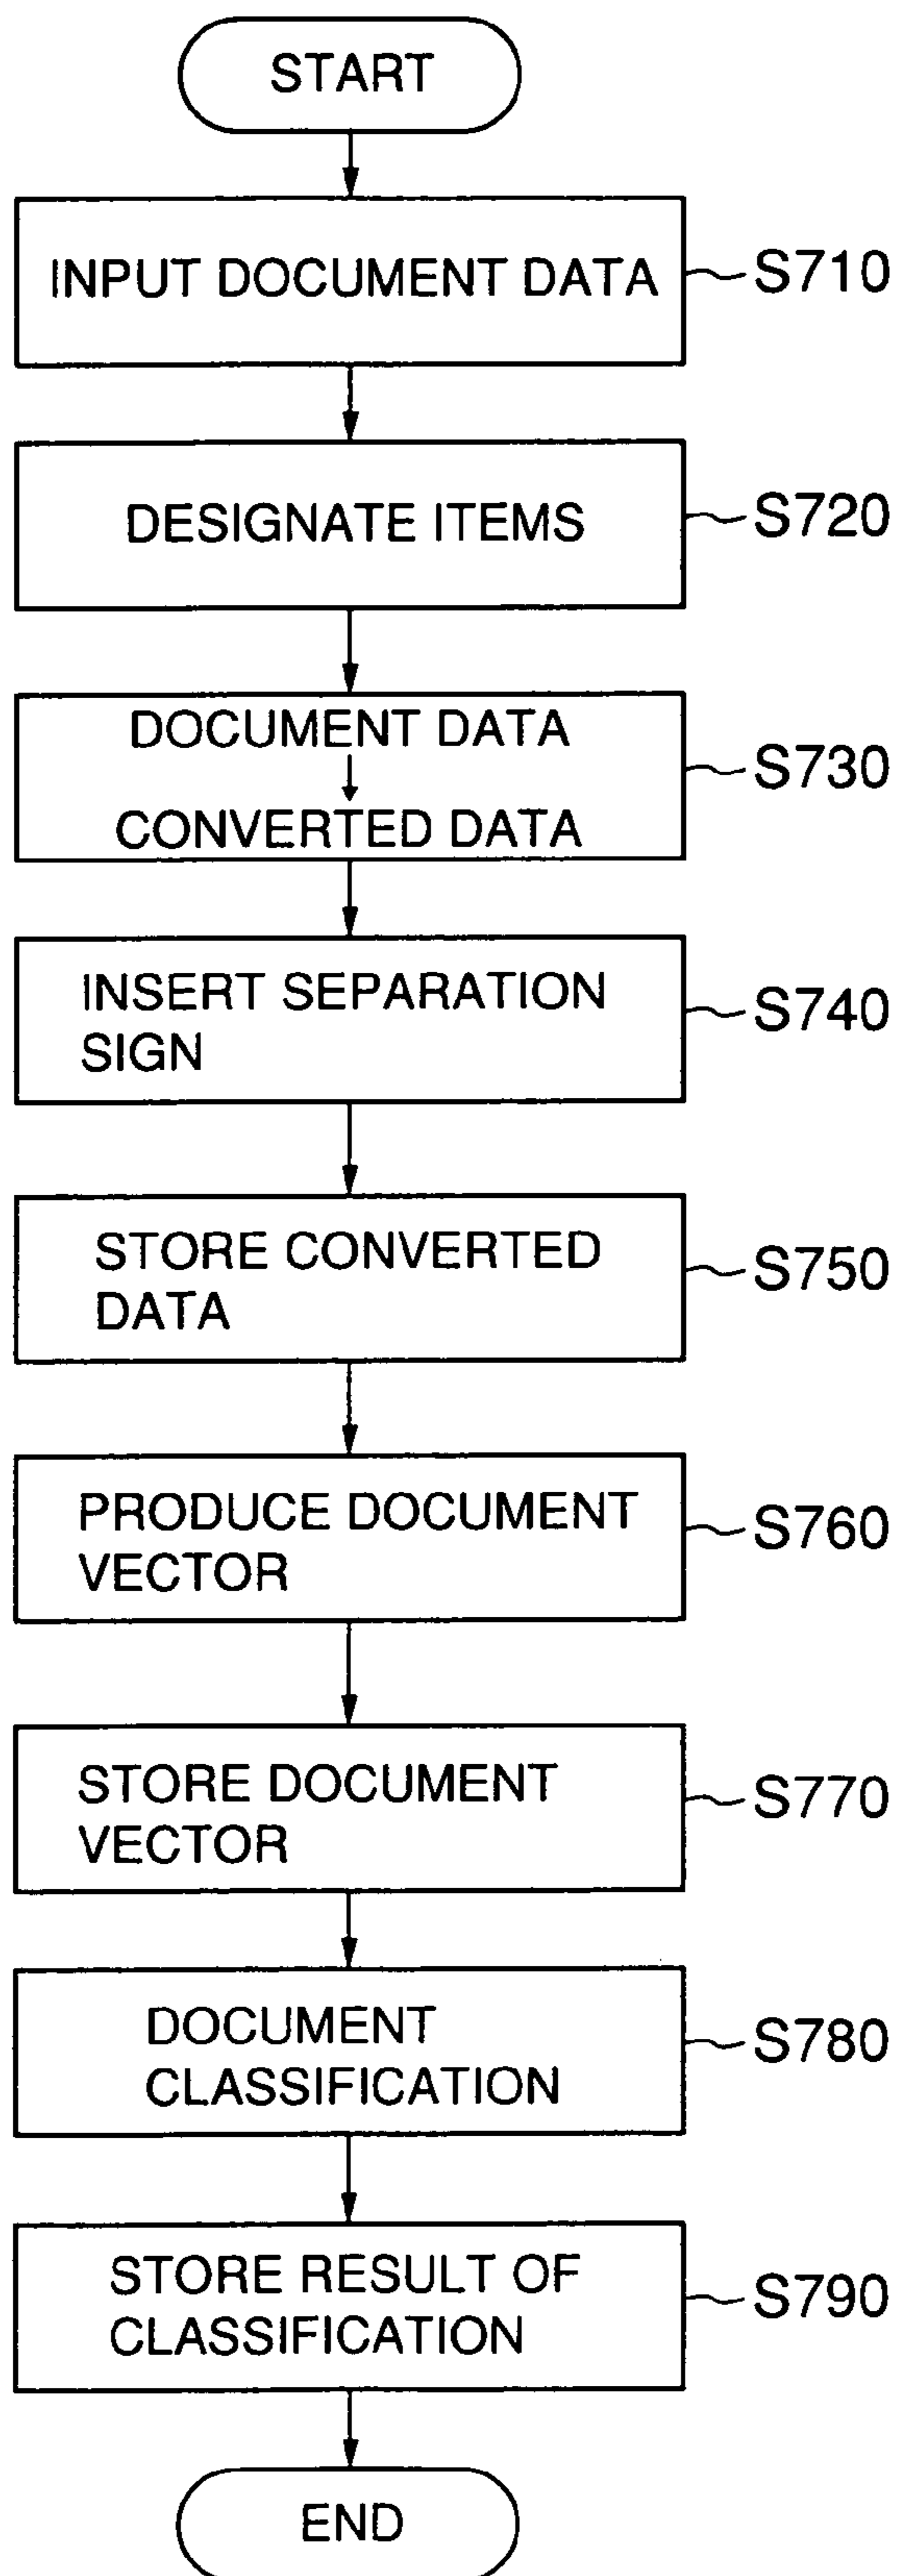 START
INPUT DOCUMENT DATA
S710
DESIGNATE ITEMS
S720
DOCUMENT DATA
CONVERTED DATA
S730
INSERT SEPARATION
SIGN
S740
STORE CONVERTED
DATA
S750
PRODUCE DOCUMENT
VECTOR
S760
STORE DOCUMENT
VECTOR
S770
DOCUMENT
CLASSIFICATION
S780
STORE RESULT OF
CLASSIFICATION
S790
END